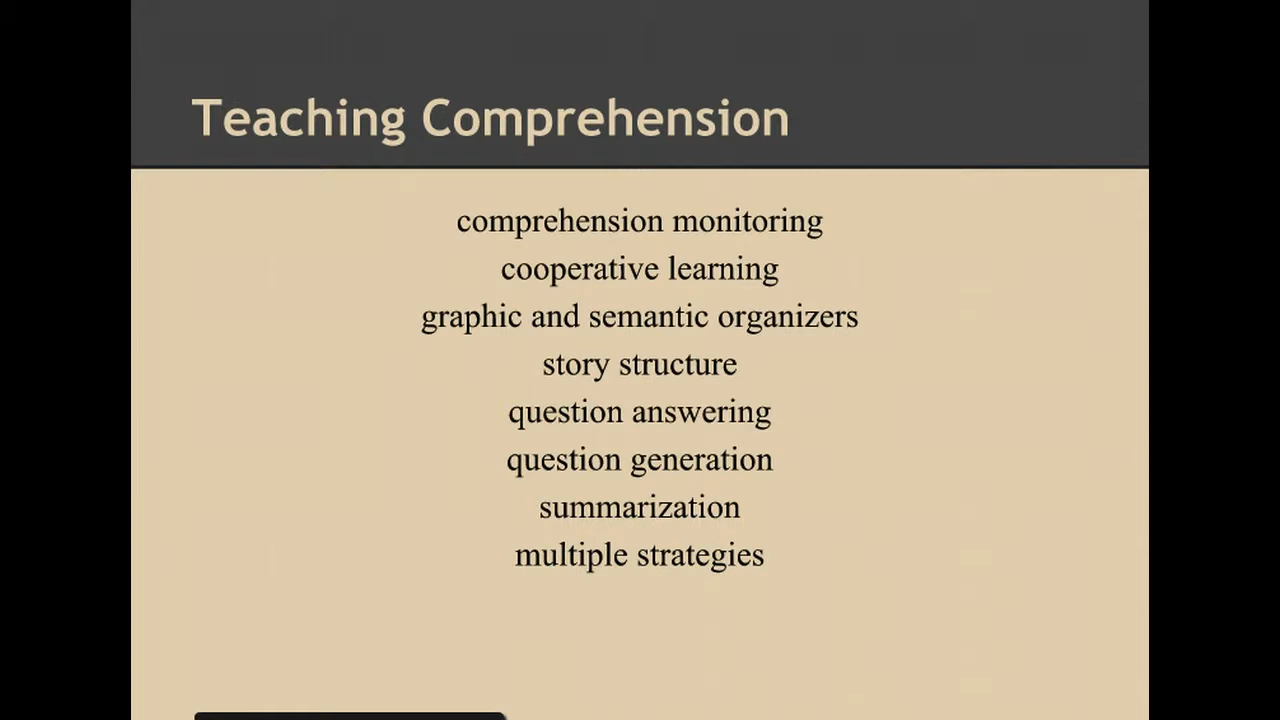 Teaching Comprehension
comprehension monitoring
cooperative learning
graphic and semantic organizers
story structure
question answering
question generation
summarization
multiple strategies